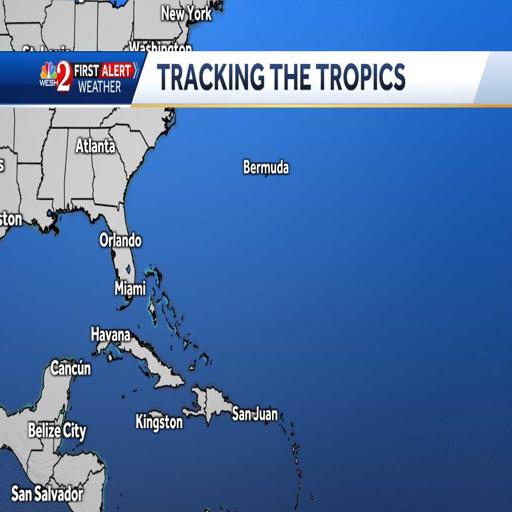 New York
Washington
WESH 2 FIRST ALERT
WEATHER
TRACKING THE TROPICS
Atlanta
Bermuda
Orlando
Miami
Havana
Cancún
Kingston
San Juan
Belize City
San Salvador